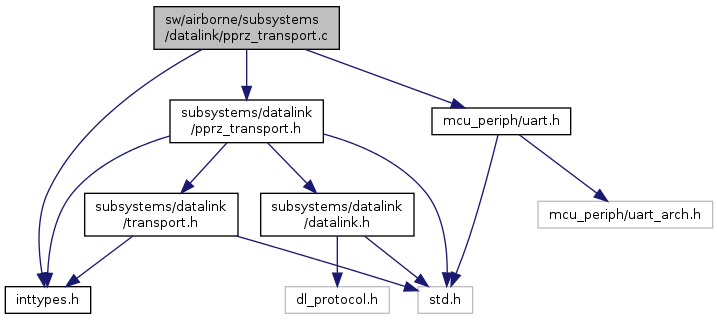 sw/airborne/subsystems
/datalink/pprz_transport.c
subsystems/datalink
/pprz_transport.h
mcu_periph/uart.h
subsystems/datalink
/transport.h
subsystems/datalink
/datalink.h
mcu_periph/uart_arch.h
inttypes.h
dl_protocol.h
std.h